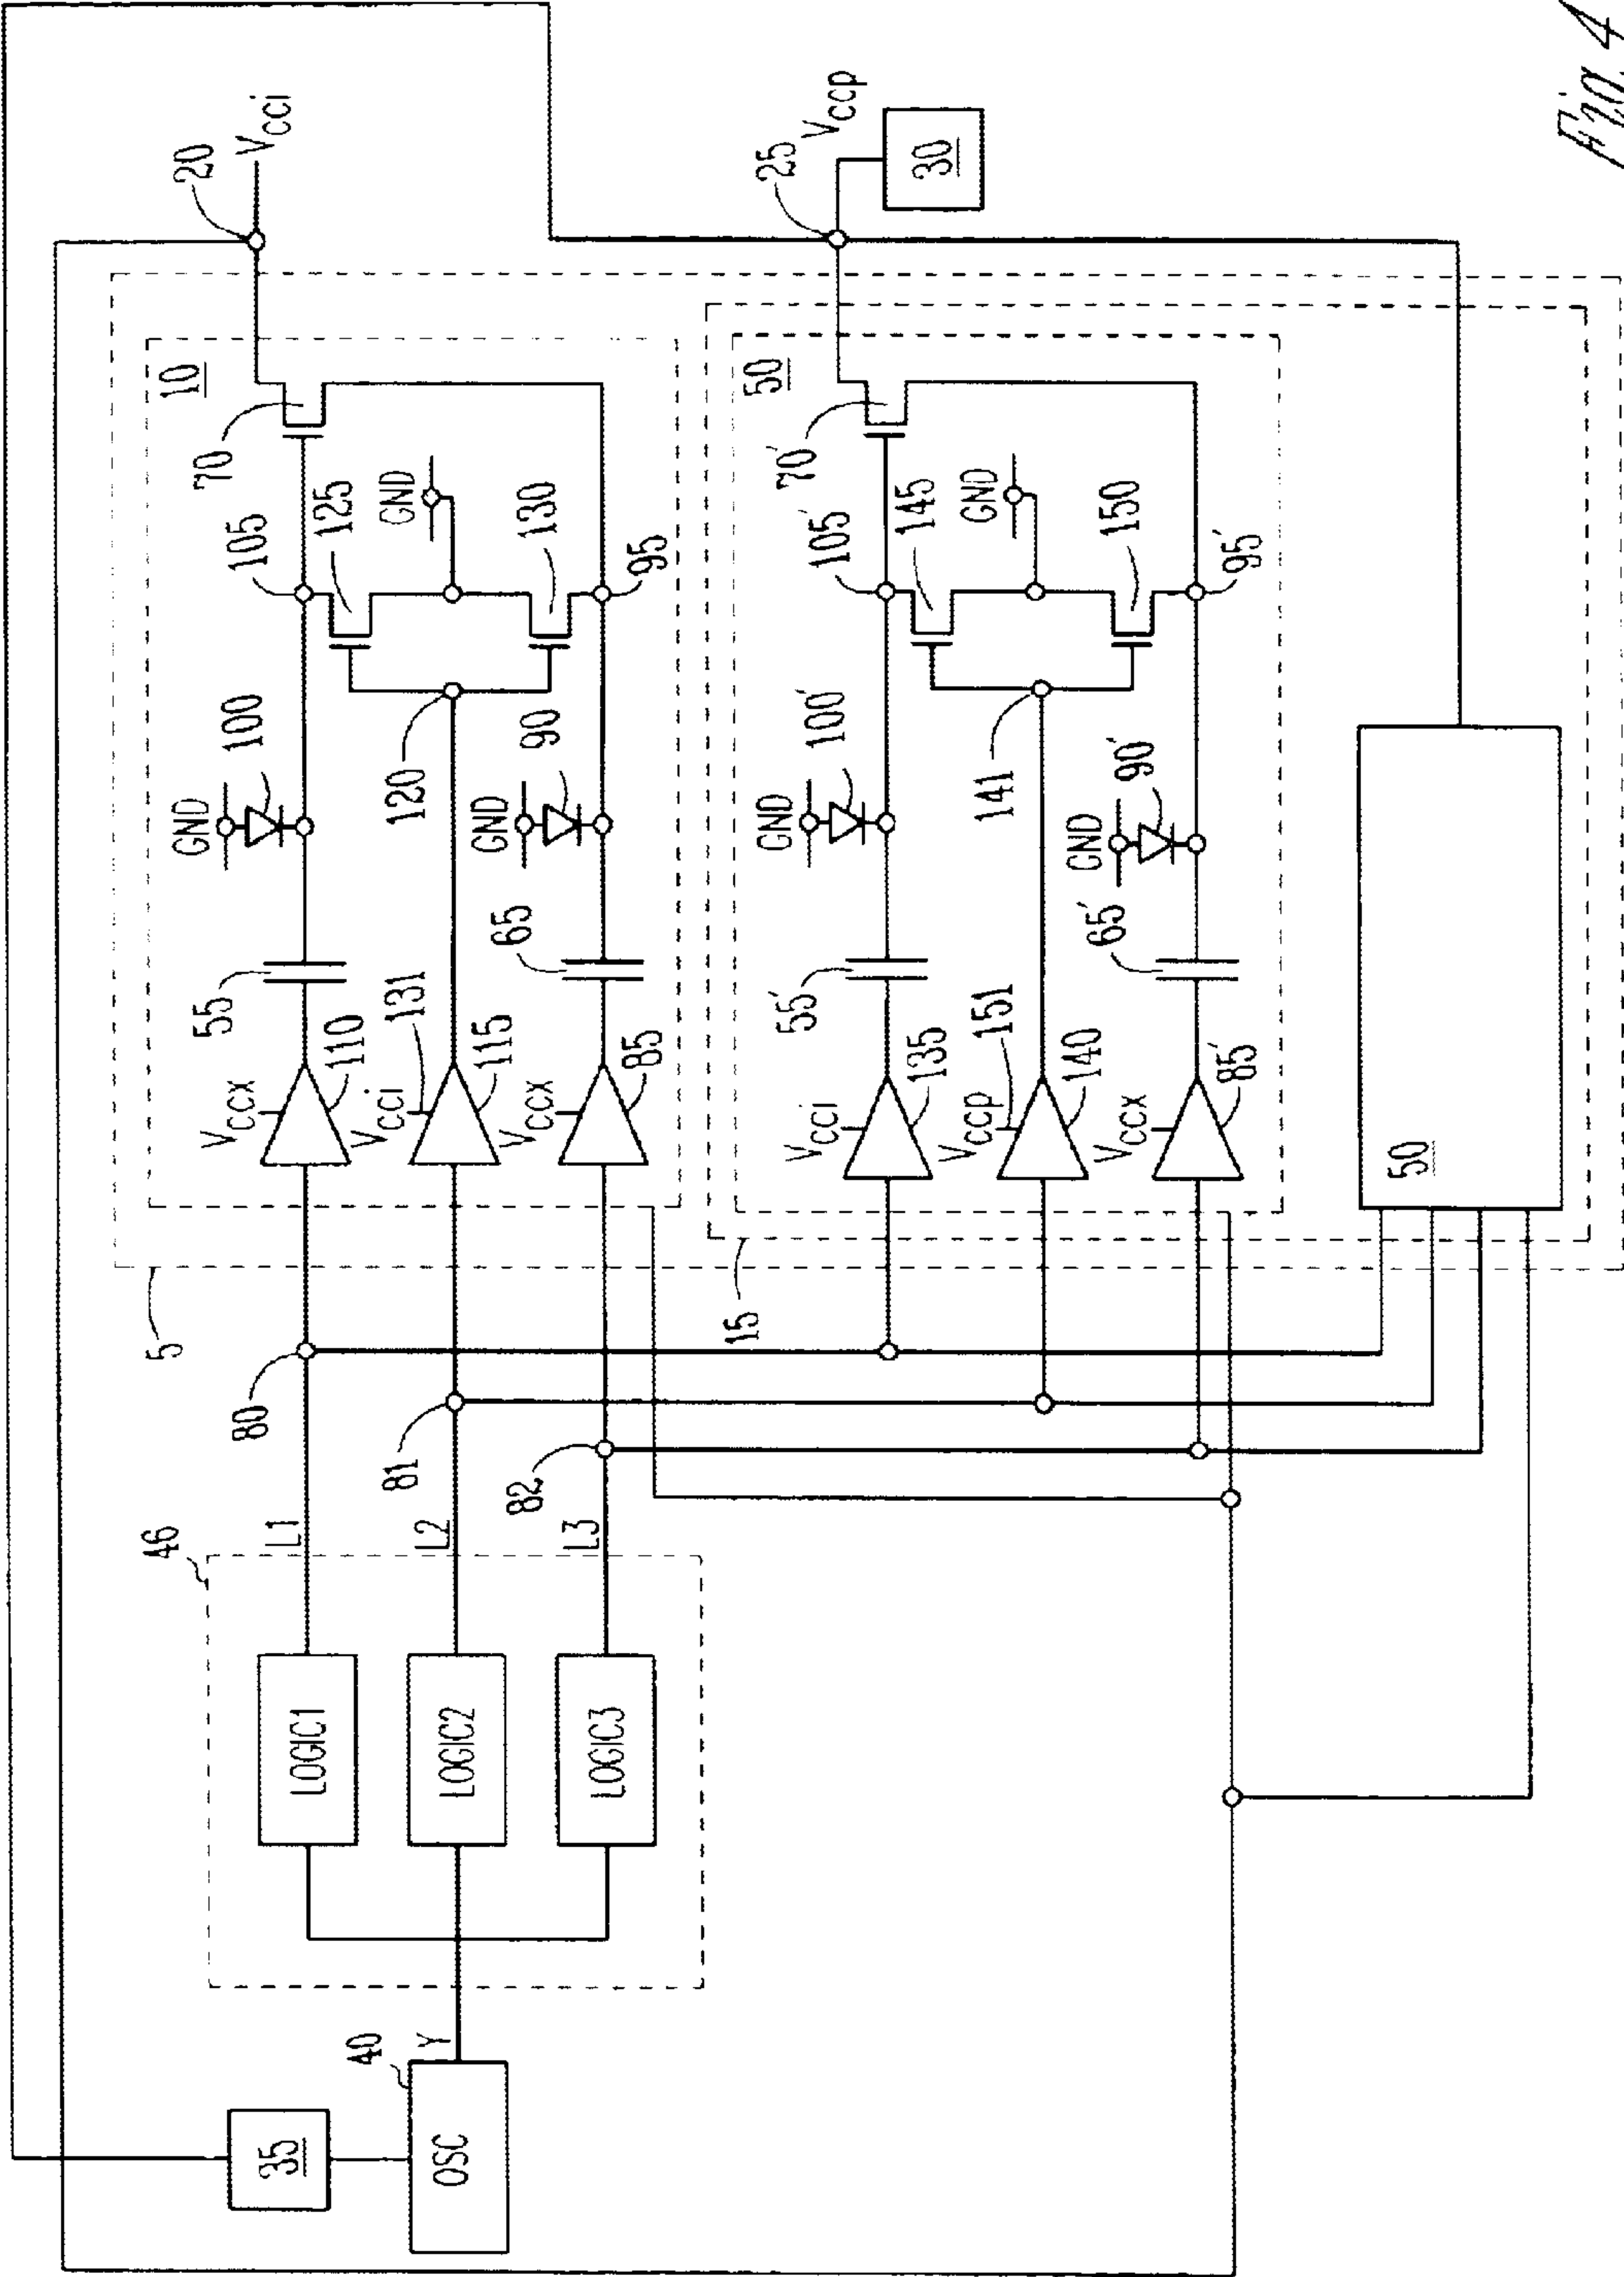 35
40
OSC
Y
46
LOGIC1
LOGIC2
LOGIC3
L1
L2
L3
80
81
82
5
10
Vccx
110
55
GND
100
105
70
20
Vcci
Vcci
131
115
120
125
GND
130
Vccx
85
65
GND
90
95
15
50
Vcci
135
55'
GND
100'
105'
70'
25
Vccp
30
Vccp
151
140
141
145
GND
150
Vccx
85'
65'
GND
90'
95'
50
Fig. 4